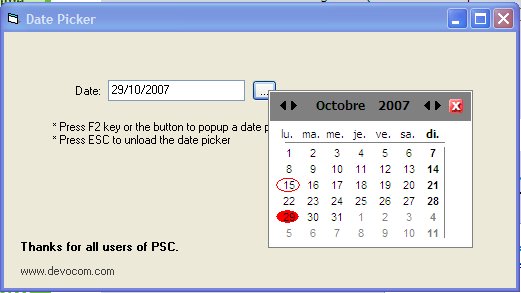 Date Picker
Date: 29/10/2007 ...
* Press F2 key or the button to popup a date p
* Press ESC to unload the date picker
Octobre 2007
lu. ma. me. je. ve. sa. di.
1 2 3 4 5 6 7
8 9 10 11 12 13 14
15 16 17 18 19 20 21
22 23 24 25 26 27 28
29 30 31 1 2 3 4
5 6 7 8 9 10 11
Thanks for all users of PSC.
www.devocom.com